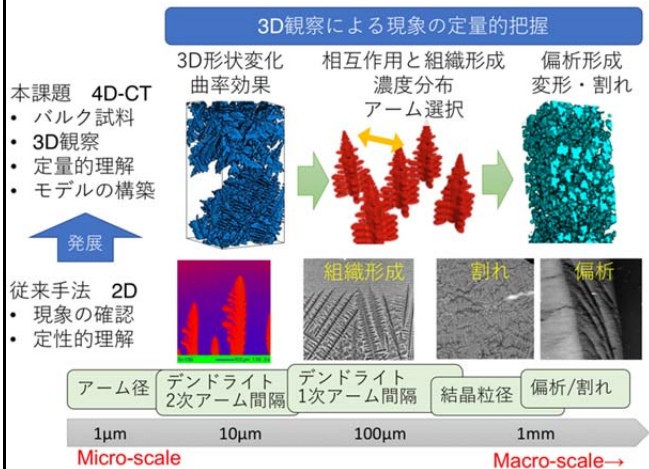 3D観察による現象の定量的把握
3D形状変化
曲率効果
相互作用と組織形成
濃度分布
アーム選択
偏析形成
変形・割れ
本課題 4D-CT
• バルク試料
• 3D観察
• 定量的理解
• モデルの構築
発展
従来手法 2D
• 現象の確認
• 定性的理解
組織形成
割れ
偏析
アーム径
デンドライト
2次アーム間隔
デンドライト
1次アーム間隔
結晶粒径
偏析/割れ
1μm
10μm
100μm
1mm
Micro-scale
Macro-scale→